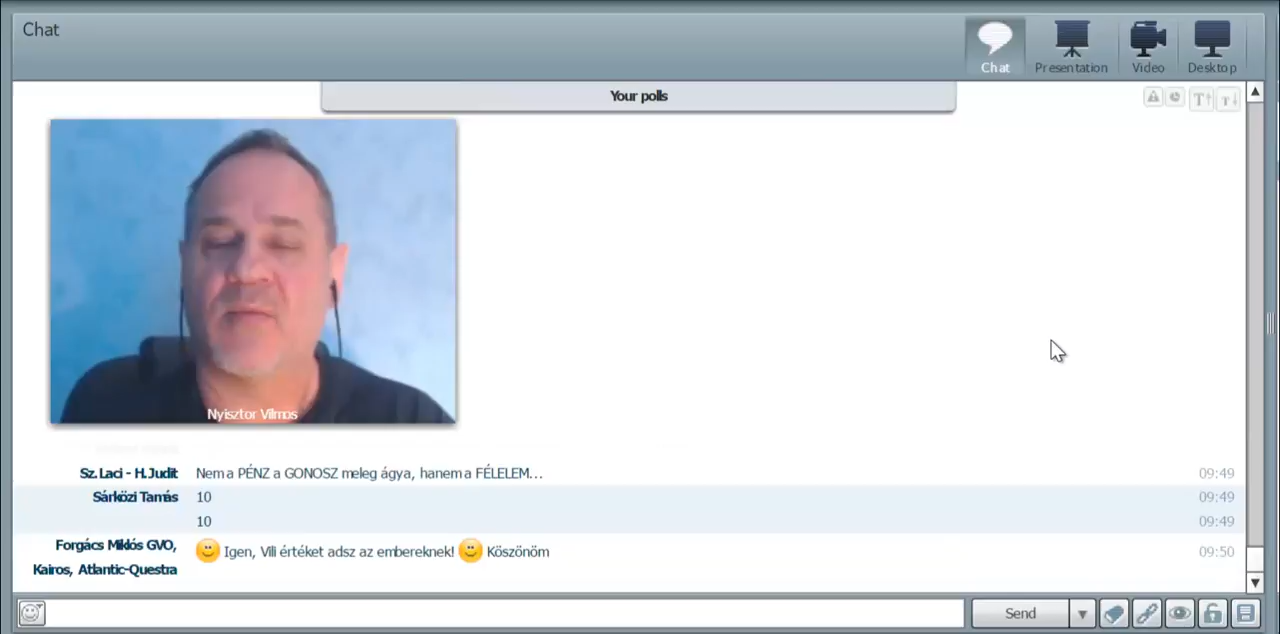 Chat
Chat
Presentation
Video
Desktop
Your polls
T T
Nyisztor Vilmos
Sz. Laci - H. Judit Nem a PÉNZ a GONOSZ meleg ágya, hanem a FÉLELEM... 09:49
Sárközi Tamás 10 09:49
10 09:49
Forgács Miklós GVO, Igen, Vili értéket adsz az embereknek! Köszönöm 09:50
Kairos, Atlantic-Questra
Send